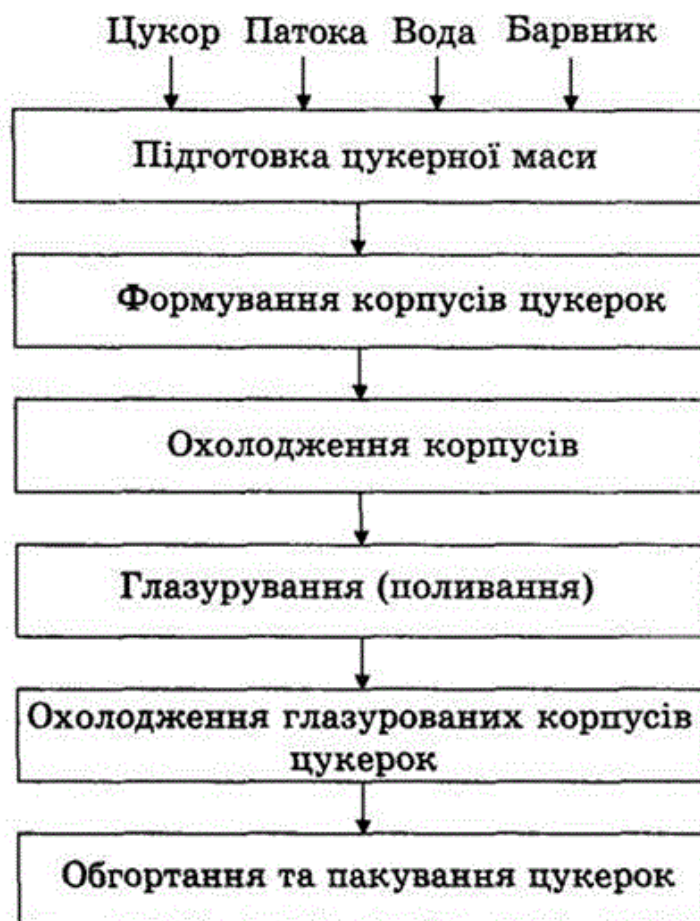 Цукор Патока Вода Барвник
Підготовка цукерної маси
Формування корпусів цукерок
Охолодження корпусів
Глазурування (поливання)
Охолодження глазурованих корпусів
цукерок
Обгортання та пакування цукерок